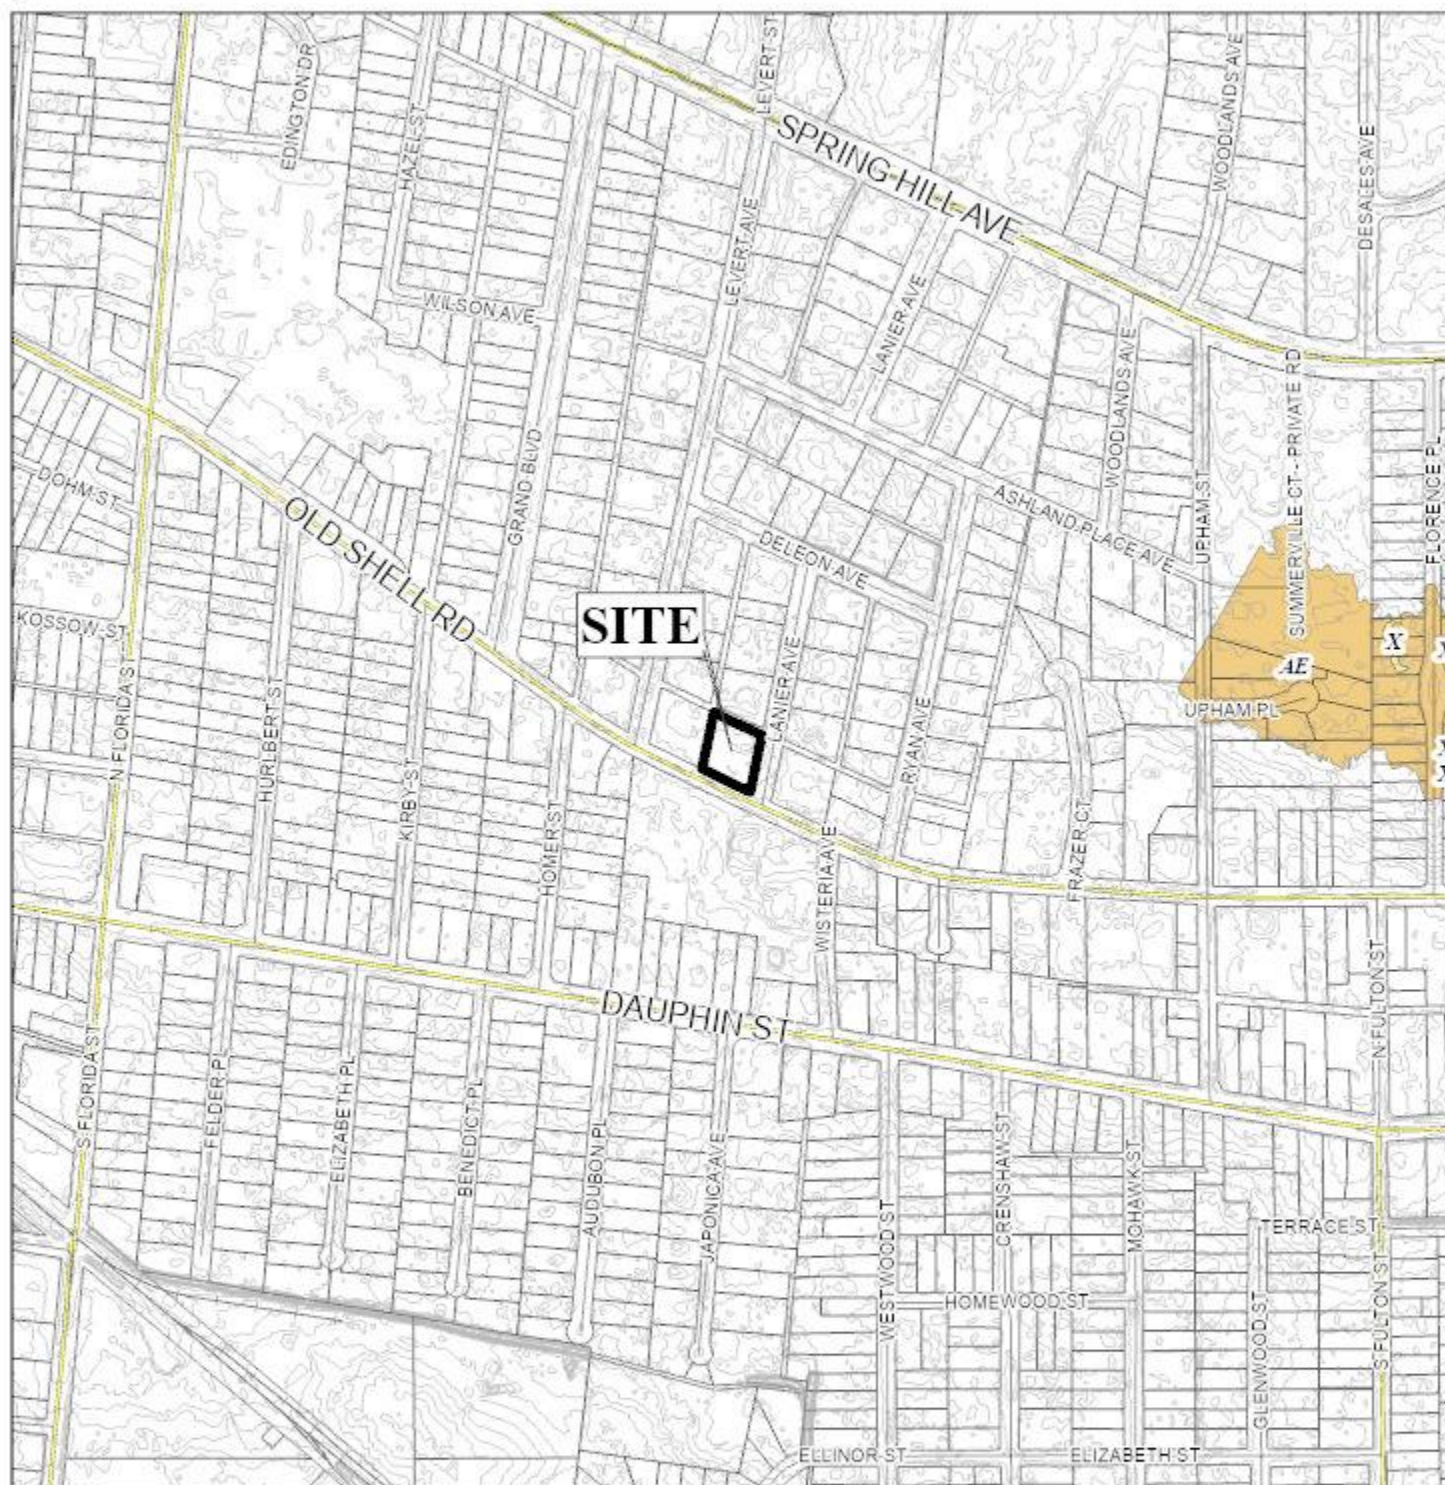 EDINGTON DR
HAZEL ST
LEVERT ST
WOODLANDS AVE
DESALES AVE
SPRING HILL AVE
LEVERT AVE
WILSON AVE
LANIER AVE
WOODLANDS AVE
SUMMERVILLE CT - PRIVATE RD
FLORENCE PL
DOHM ST
GRAND BLVD
OLD SHELL RD
ASHLAND PLACE AVE
UPHAM ST
DELEON AVE
KOSSOW ST
SITE
X
AE
N FLORIDA ST
HURLBERT ST
LANIER AVE
RYAN AVE
UPHAM PL
KIRBY ST
HOMER ST
WISTERIA AVE
FRAZER CT
N FULTON ST
DAUPHIN ST
S FLORIDA ST
FELDER PL
ELIZABETH PL
BENEDICT PL
AUDUBON PL
JAPONICA AVE
WESTWOOD ST
CRENSHAW ST
MOHAWK ST
TERRACE ST
HOMEWOOD ST
GLENWOOD ST
S FULTON ST
ELLINOR ST
ELIZABETH ST